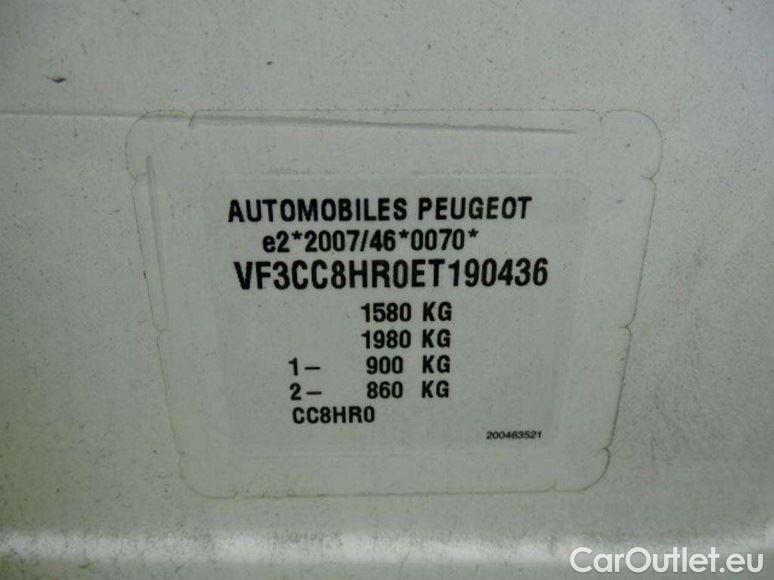 AUTOMOBILES PEUGEOT
e2*2007/46*0070*
VF3CC8HR0ET190436
1580 KG
1980 KG
1– 900 KG
2– 860 KG
CC8HR0
200463521
CarOutlet.eu